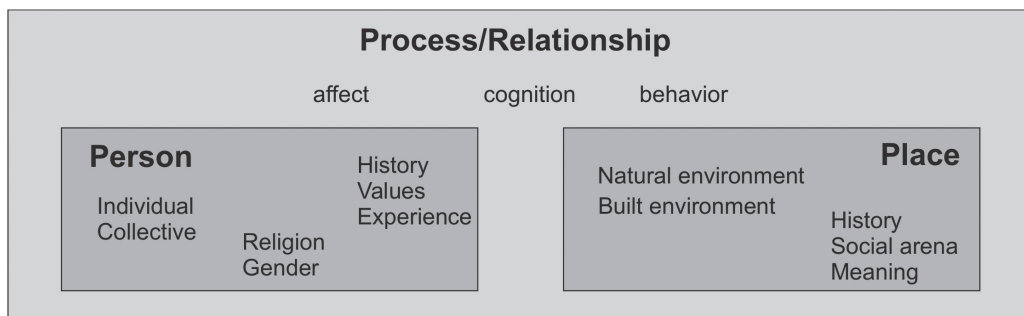 Process/Relationship
affect cognition behavior
Person
Individual
Collective
Religion
Gender
History
Values
Experience
Place
Natural environment
Built environment
History
Social arena
Meaning